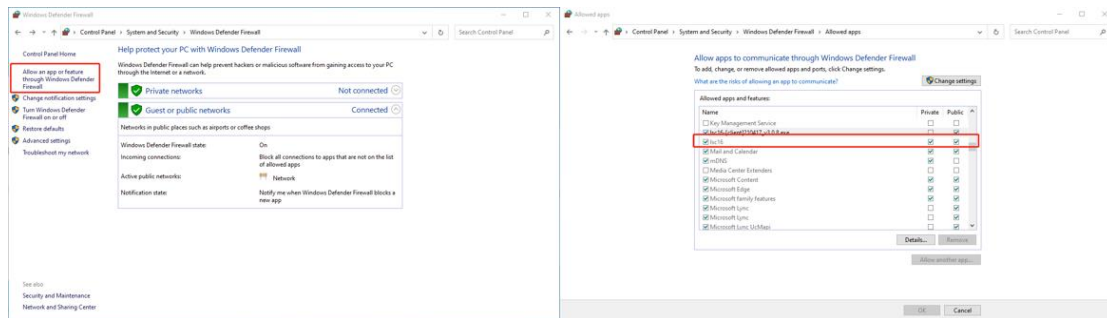 Windows Defender Firewall
Control Panel › System and Security › Windows Defender Firewall
Search Control Panel
Control Panel Home
Allow an app or feature
through Windows Defender
Firewall
Change notification settings
Turn Windows Defender
Firewall on or off
Restore defaults
Advanced settings
Troubleshoot my network
See also
Security and Maintenance
Network and Sharing Center
Help protect your PC with Windows Defender Firewall
Windows Defender Firewall can help prevent hackers or malicious software from gaining access to your PC
through the Internet or a network.
Private networks Not connected
Guest or public networks Connected
Networks in public places such as airports or coffee shops
Windows Defender Firewall state: On
Incoming connections: Block all connections to apps that are not on the list
of allowed apps
Active public networks: Network
Notification state: Notify me when Windows Defender Firewall blocks a
new app
Allowed apps
Control Panel › System and Security › Windows Defender Firewall › Allowed apps
Search Control Panel
Allow apps to communicate through Windows Defender Firewall
To add, change, or remove allowed apps and ports, click Change settings.
What are the risks of allowing an app to communicate? Change settings
Allowed apps and features:
Name Private Public
Key Management Service
lsc16
Mail and Calendar
mDNS
Media Center Extenders
Microsoft Content
Microsoft Edge
Microsoft family features
Microsoft Lync
Microsoft Lync
Microsoft Lync UcMapi
Details... Remove
Allow another app...
OK Cancel